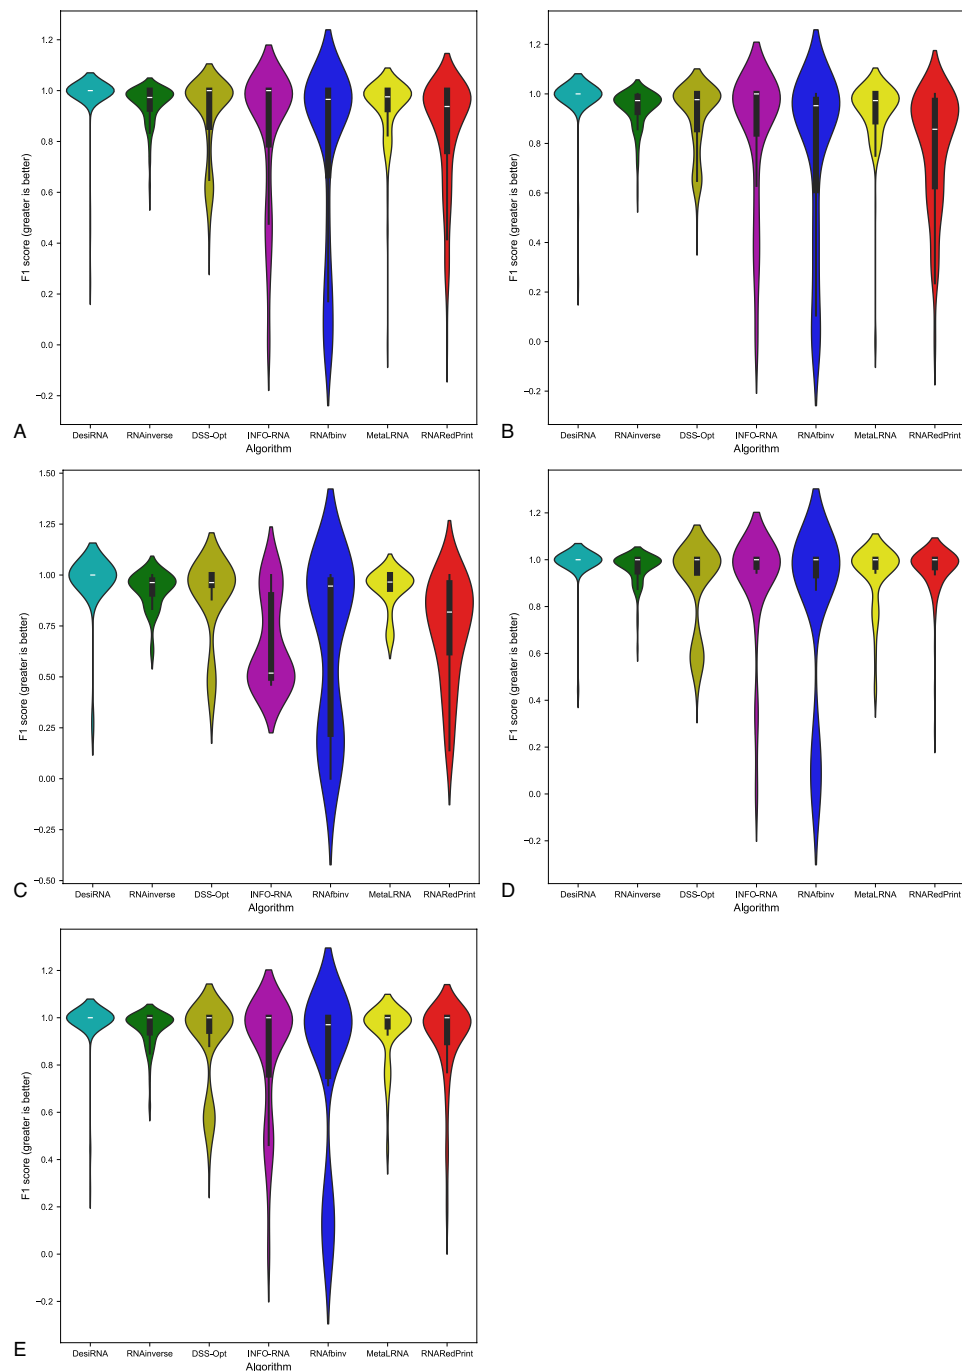 1.2
1.0
0.8
0.6
0.4
0.2
0.0
−0.2
F1 score (greater is better)
DesiRNA RNAinverse DSS-Opt INFO-RNA RNAfbinv MetaLRNA RNARedPrint
Algorithm
A
1.2
1.0
0.8
0.6
0.4
0.2
0.0
−0.2
F1 score (greater is better)
DesiRNA RNAinverse DSS-Opt INFO-RNA RNAfbinv MetaLRNA RNARedPrint
Algorithm
B
1.50
1.25
1.00
0.75
0.50
0.25
0.00
−0.25
−0.50
F1 score (greater is better)
DesiRNA RNAinverse DSS-Opt INFO-RNA RNAfbinv MetaLRNA RNARedPrint
Algorithm
C
1.2
1.0
0.8
0.6
0.4
0.2
0.0
−0.2
F1 score (greater is better)
DesiRNA RNAinverse DSS-Opt INFO-RNA RNAfbinv MetaLRNA RNARedPrint
Algorithm
D
1.2
1.0
0.8
0.6
0.4
0.2
0.0
−0.2
F1 score (greater is better)
DesiRNA RNAinverse DSS-Opt INFO-RNA RNAfbinv MetaLRNA RNARedPrint
Algorithm
E